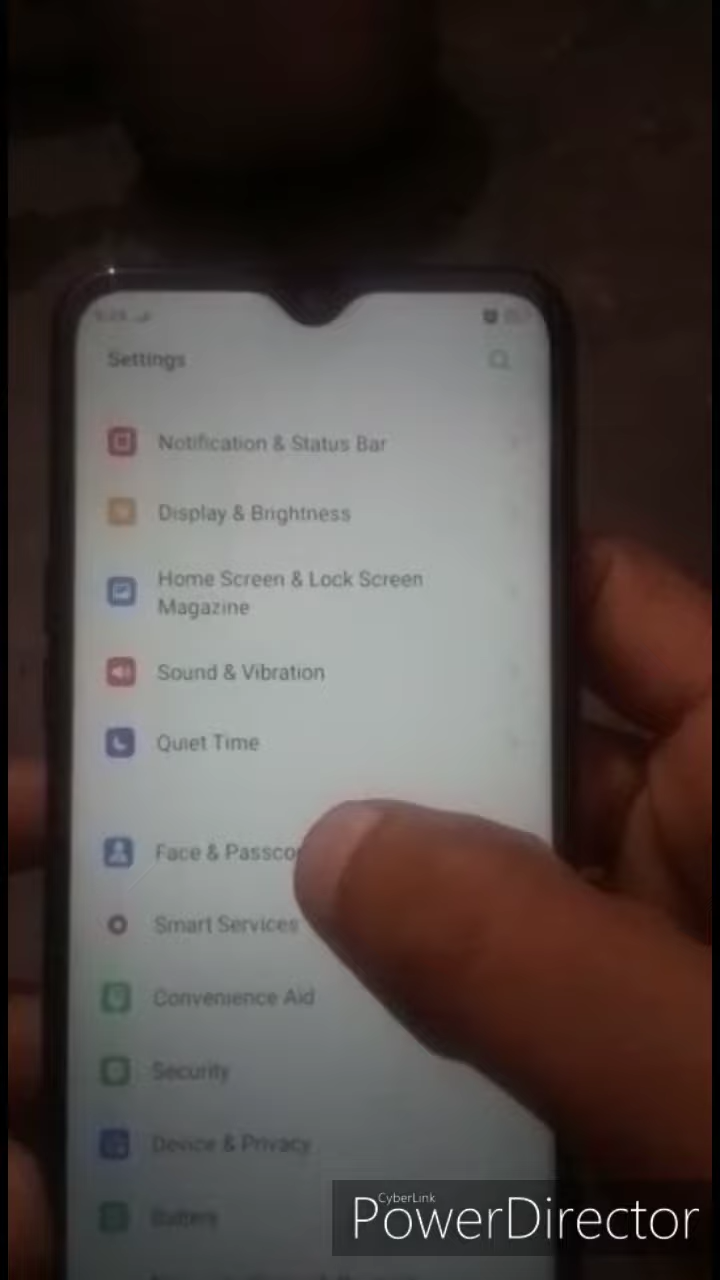 Settings
Notification & Status Bar
Display & Brightness
Home Screen & Lock Screen
Magazine
Sound & Vibration
Quiet Time
Face & Passco
Smart Services
Convenience Aid
Security
Device & Privacy
Battery
CyberLink
PowerDirector